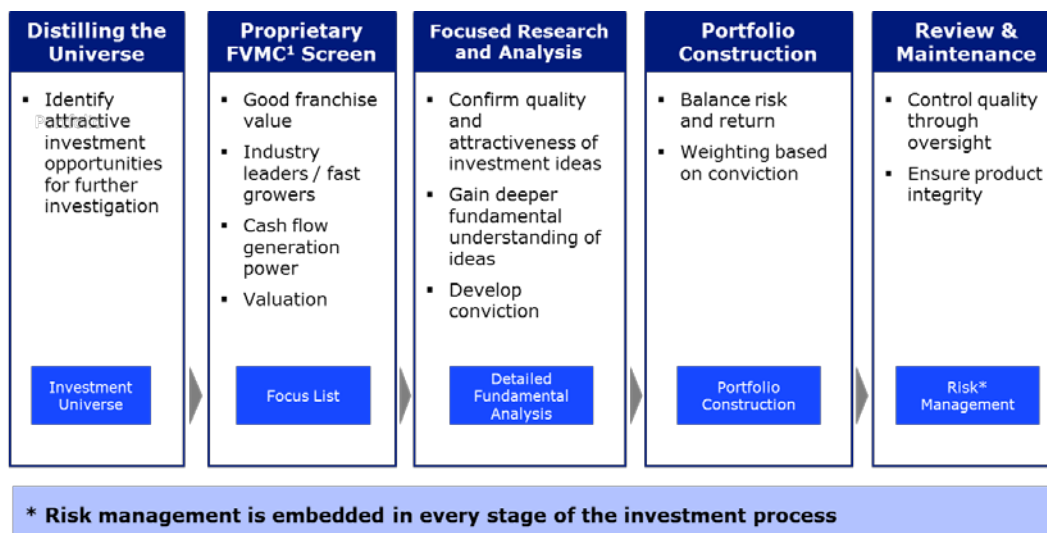 Distilling the
Universe
▪ Identify
attractive
investment
opportunities
for further
investigation
Investment
Universe
Proprietary
FVMC¹ Screen
▪ Good franchise
value
▪ Industry
leaders / fast
growers
▪ Cash flow
generation
power
▪ Valuation
Focus List
Focused Research
and Analysis
▪ Confirm quality
and
attractiveness of
investment ideas
▪ Gain deeper
fundamental
understanding of
ideas
▪ Develop
conviction
Detailed
Fundamental
Analysis
Portfolio
Construction
▪ Balance risk
and return
▪ Weighting based
on conviction
Portfolio
Construction
Review &
Maintenance
▪ Control quality
through
oversight
▪ Ensure product
integrity
Risk*
Management
* Risk management is embedded in every stage of the investment process